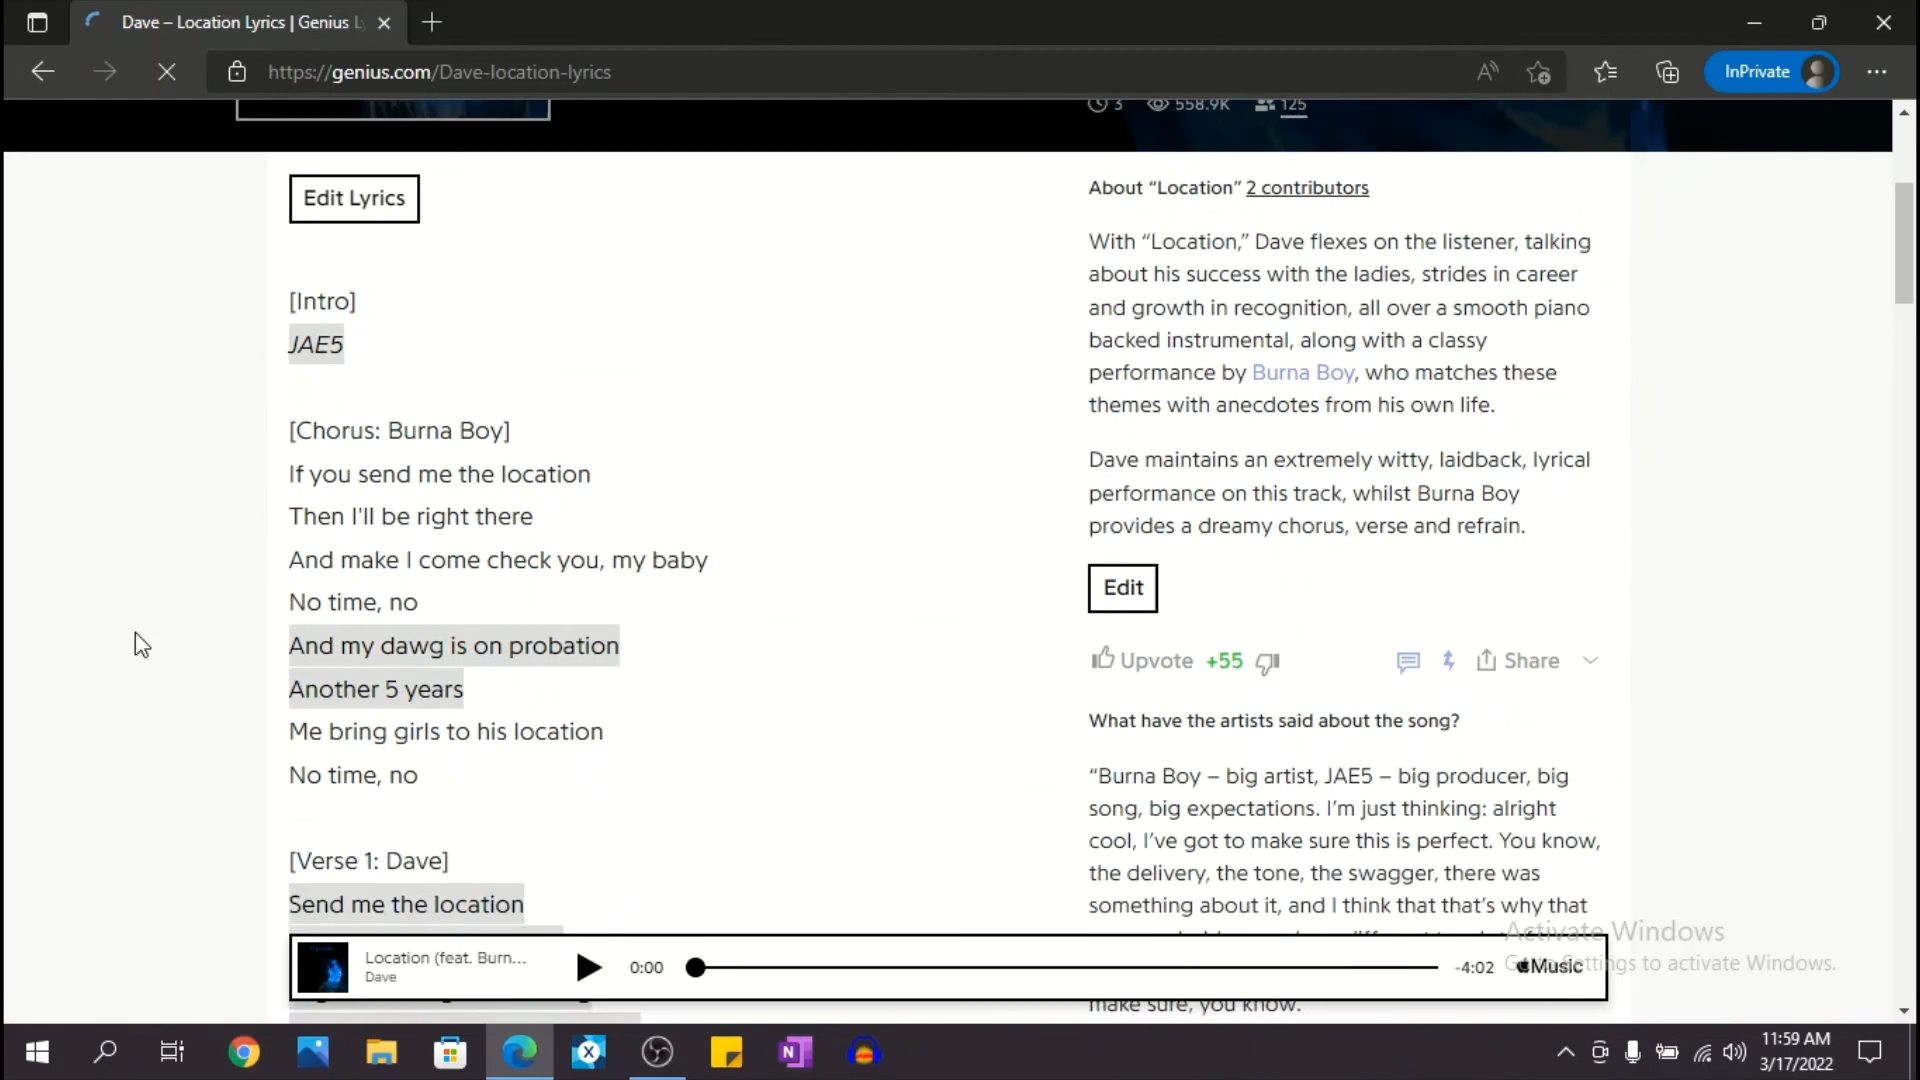 Dave – Location Lyrics | Genius L
https://genius.com/Dave-location-lyrics
InPrivate
3 558.9K 125
Edit Lyrics
[Intro]
JAE5
[Chorus: Burna Boy]
If you send me the location
Then I'll be right there
And make I come check you, my baby
No time, no
And my dawg is on probation
Another 5 years
Me bring girls to his location
No time, no
[Verse 1: Dave]
Send me the location
About “Location” 2 contributors
With “Location,” Dave flexes on the listener, talking
about his success with the ladies, strides in career
and growth in recognition, all over a smooth piano
backed instrumental, along with a classy
performance by Burna Boy, who matches these
themes with anecdotes from his own life.
Dave maintains an extremely witty, laidback, lyrical
performance on this track, whilst Burna Boy
provides a dreamy chorus, verse and refrain.
Edit
Upvote +55 Share
What have the artists said about the song?
“Burna Boy – big artist, JAE5 – big producer, big
song, big expectations. I’m just thinking: alright
cool, I’ve got to make sure this is perfect. You know,
the delivery, the tone, the swagger, there was
something about it, and I think that that’s why that
make sure, you know.
Location (feat. Burn...
Dave
0:00
-4:02
Music
Activate Windows
Go to Settings to activate Windows.
11:59 AM
3/17/2022